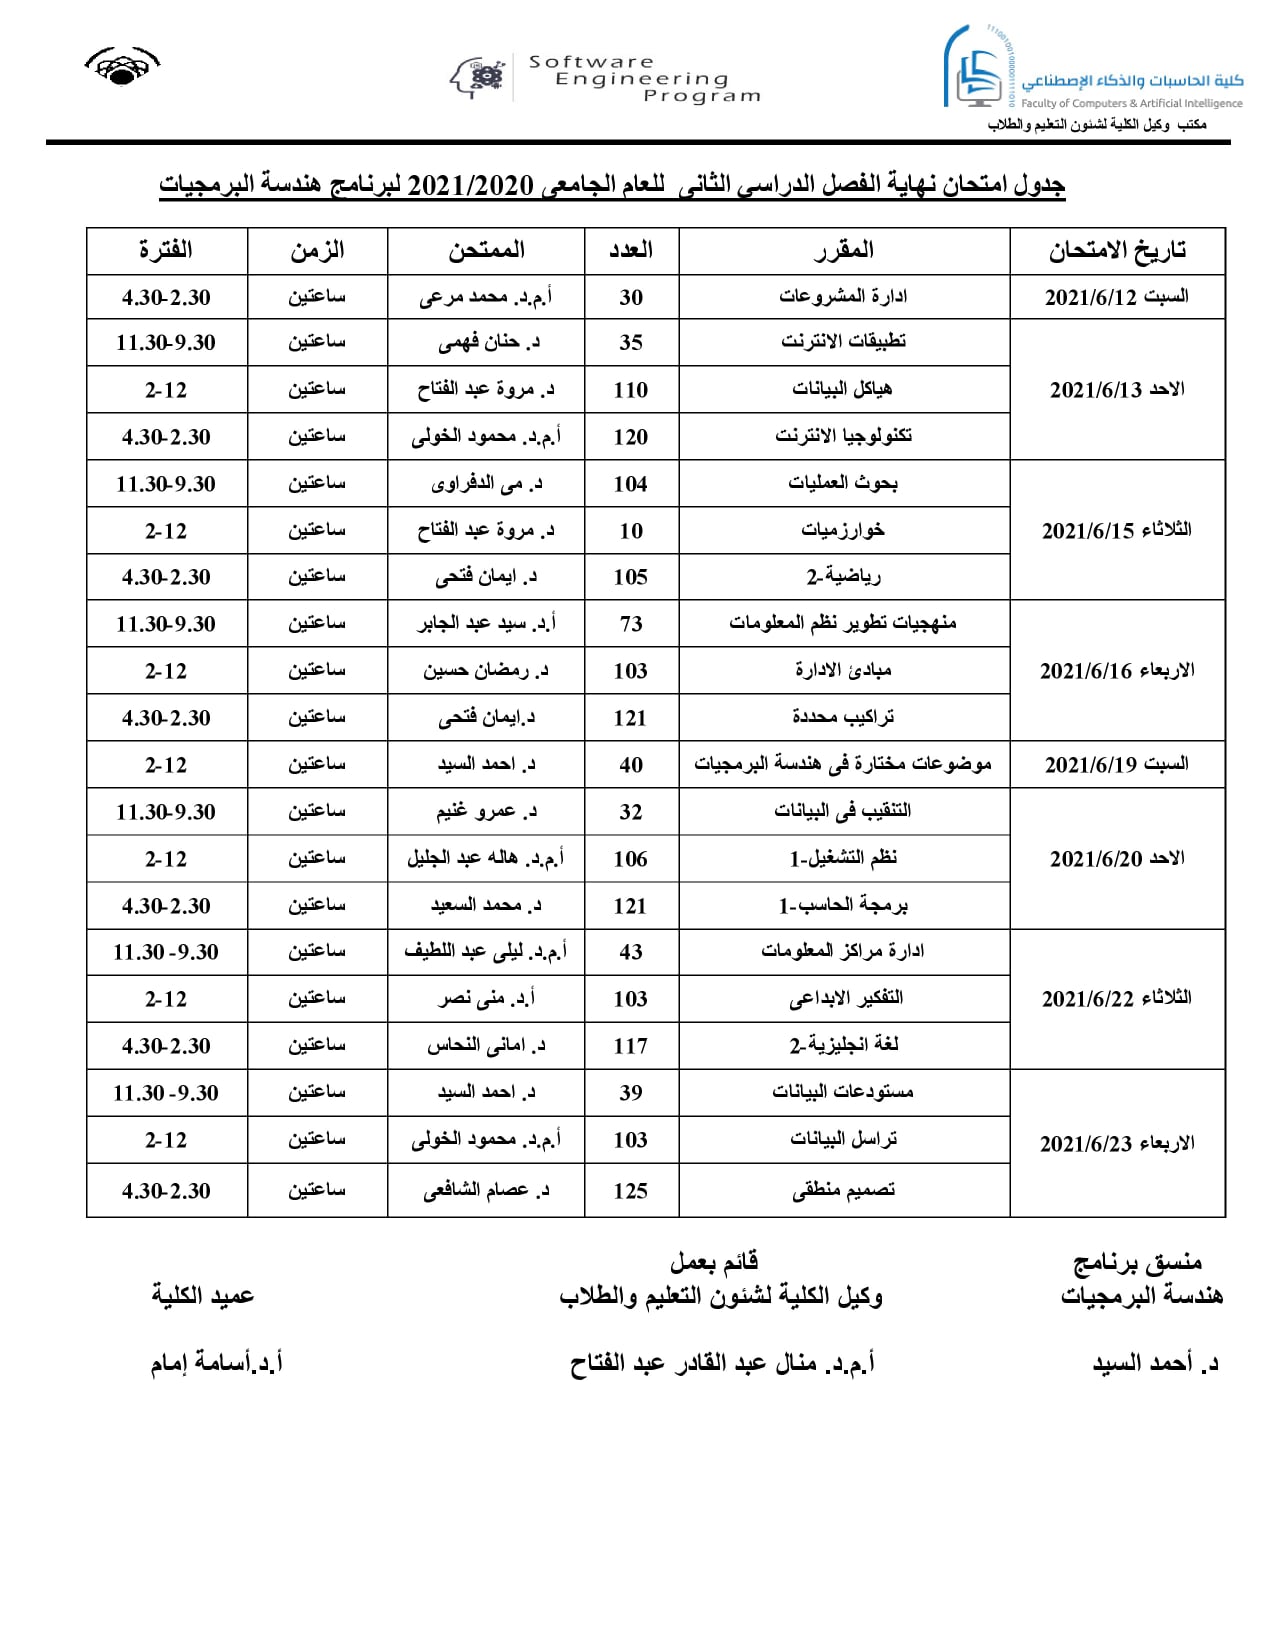 Software
Engineering
Program
111001001000001111010
كلية الحاسبات والذكاء الإصطناعي
Faculty of Computers & Artificial Intelligence
مكتب وكيل الكلية لشئون التعليم والطلاب
جدول امتحان نهاية الفصل الدراسى الثانى للعام الجامعى 2021/2020 لبرنامج هندسة البرمجيات
تاريخ الامتحان المقرر العدد الممتحن الزمن الفترة
السبت 2021/6/12 ادارة المشروعات 30 أ.م.د. محمد مرعى ساعتين 4.30-2.30
الاحد 2021/6/13 تطبيقات الانترنت 35 د. حنان فهمى ساعتين 11.30-9.30
هياكل البيانات 110 د. مروة عبد الفتاح ساعتين 2-12
تكنولوجيا الانترنت 120 أ.م.د. محمود الخولى ساعتين 4.30-2.30
الثلاثاء 2021/6/15 بحوث العمليات 104 د. مى الدفراوى ساعتين 11.30-9.30
خوارزميات 10 د. مروة عبد الفتاح ساعتين 2-12
رياضية-2 105 د. ايمان فتحى ساعتين 4.30-2.30
الاربعاء 2021/6/16 منهجيات تطوير نظم المعلومات 73 أ.د. سيد عبد الجابر ساعتين 11.30-9.30
مبادئ الادارة 103 د. رمضان حسين ساعتين 2-12
تراكيب محددة 121 د.ايمان فتحى ساعتين 4.30-2.30
السبت 2021/6/19 موضوعات مختارة فى هندسة البرمجيات 40 د. احمد السيد ساعتين 2-12
الاحد 2021/6/20 التنقيب فى البيانات 32 د. عمرو غنيم ساعتين 11.30-9.30
نظم التشغيل-1 106 أ.م.د. هاله عبد الجليل ساعتين 2-12
برمجة الحاسب-1 121 د. محمد السعيد ساعتين 4.30-2.30
الثلاثاء 2021/6/22 ادارة مراكز المعلومات 43 أ.م.د. ليلى عبد اللطيف ساعتين 11.30 -9.30
التفكير الابداعى 103 أ.د. منى نصر ساعتين 2-12
لغة انجليزية-2 117 د. امانى النحاس ساعتين 4.30-2.30
الاربعاء 2021/6/23 مستودعات البيانات 39 د. احمد السيد ساعتين 11.30 -9.30
تراسل البيانات 103 أ.م.د. محمود الخولى ساعتين 2-12
تصميم منطقى 125 د. عصام الشافعى ساعتين 4.30-2.30
منسق برنامج قائم بعمل
هندسة البرمجيات وكيل الكلية لشئون التعليم والطلاب عميد الكلية
د. أحمد السيد أ.م.د. منال عبد القادر عبد الفتاح أ.د.أسامة إمام